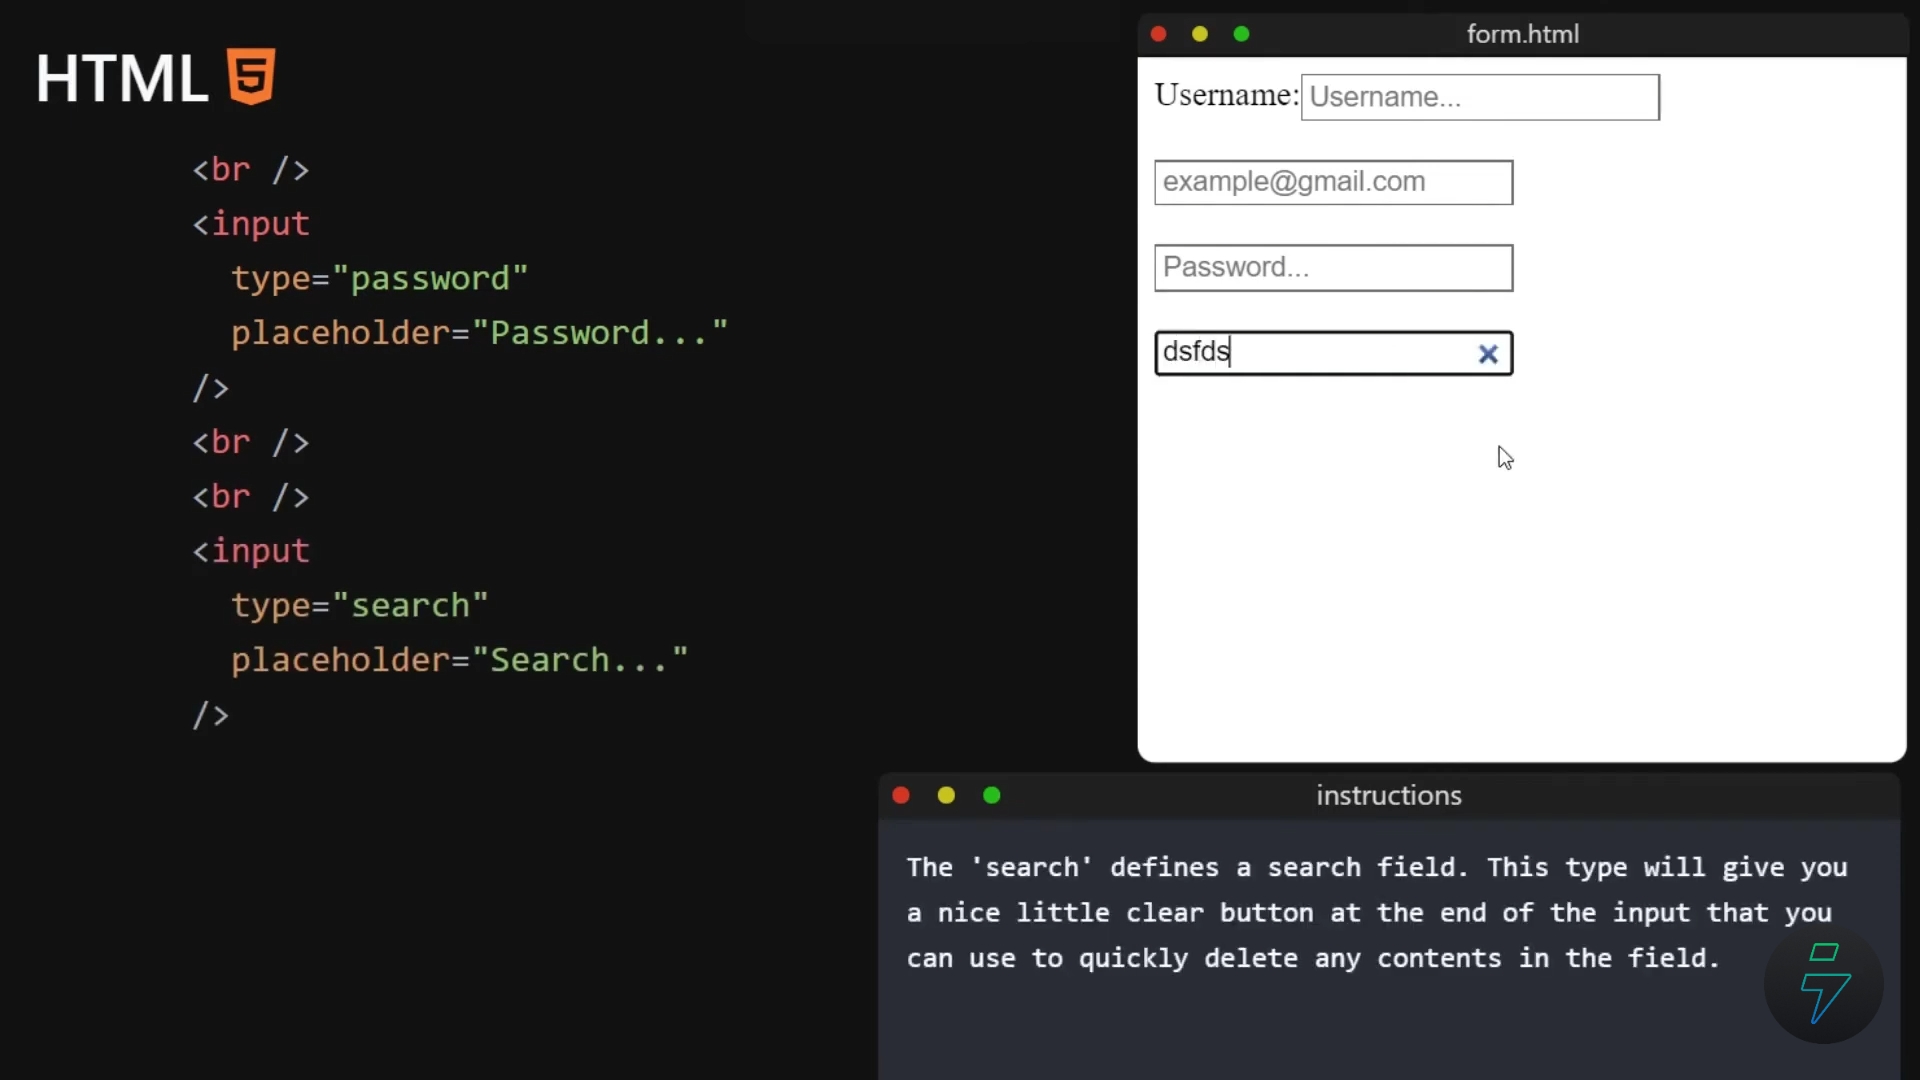 HTML 5
<br />
<input
type="password"
placeholder="Password..."
/>
<br />
<br />
<input
type="search"
placeholder="Search..."
/>
form.html
Username: Username...
example@gmail.com
Password...
dsfds
instructions
The 'search' defines a search field. This type will give you
a nice little clear button at the end of the input that you
can use to quickly delete any contents in the field.